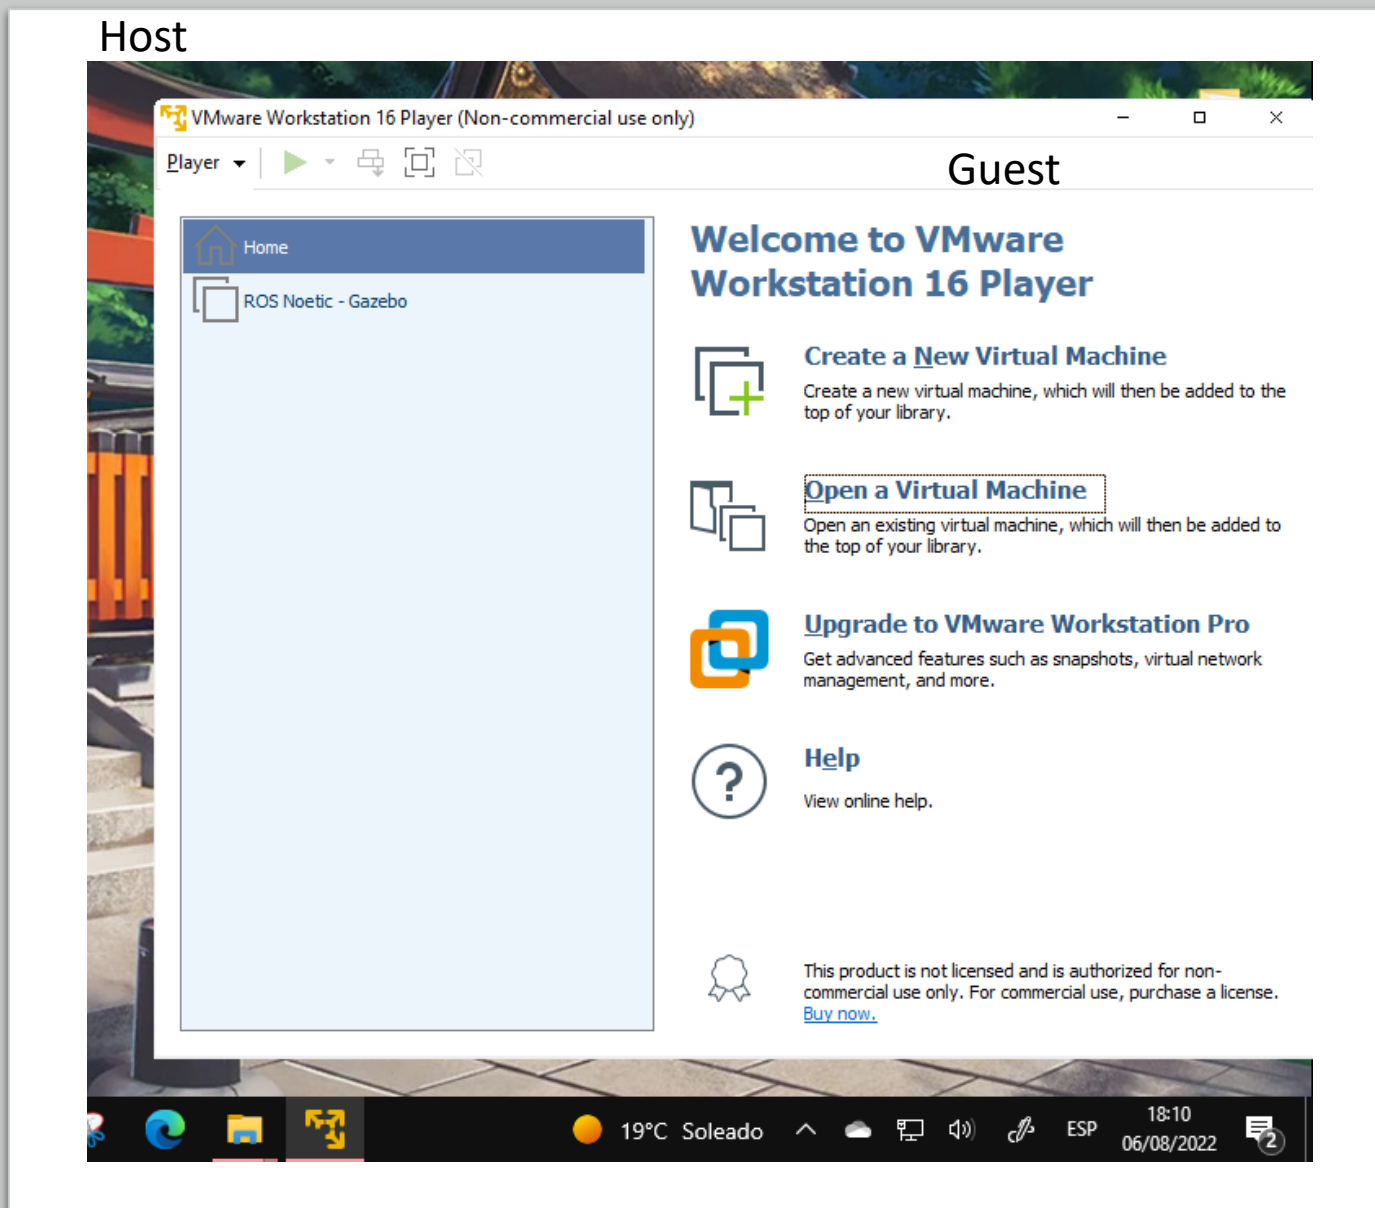 Host
VMware Workstation 16 Player (Non-commercial use only)
Player
Guest
Home
ROS Noetic - Gazebo
Welcome to VMware
Workstation 16 Player
Create a New Virtual Machine
Create a new virtual machine, which will then be added to the
top of your library.
Open a Virtual Machine
Open an existing virtual machine, which will then be added to
the top of your library.
Upgrade to VMware Workstation Pro
Get advanced features such as snapshots, virtual network
management, and more.
?
Help
View online help.
This product is not licensed and is authorized for non-
commercial use only. For commercial use, purchase a license.
Buy now.
19°C Soleado
ESP
18:10
06/08/2022
2